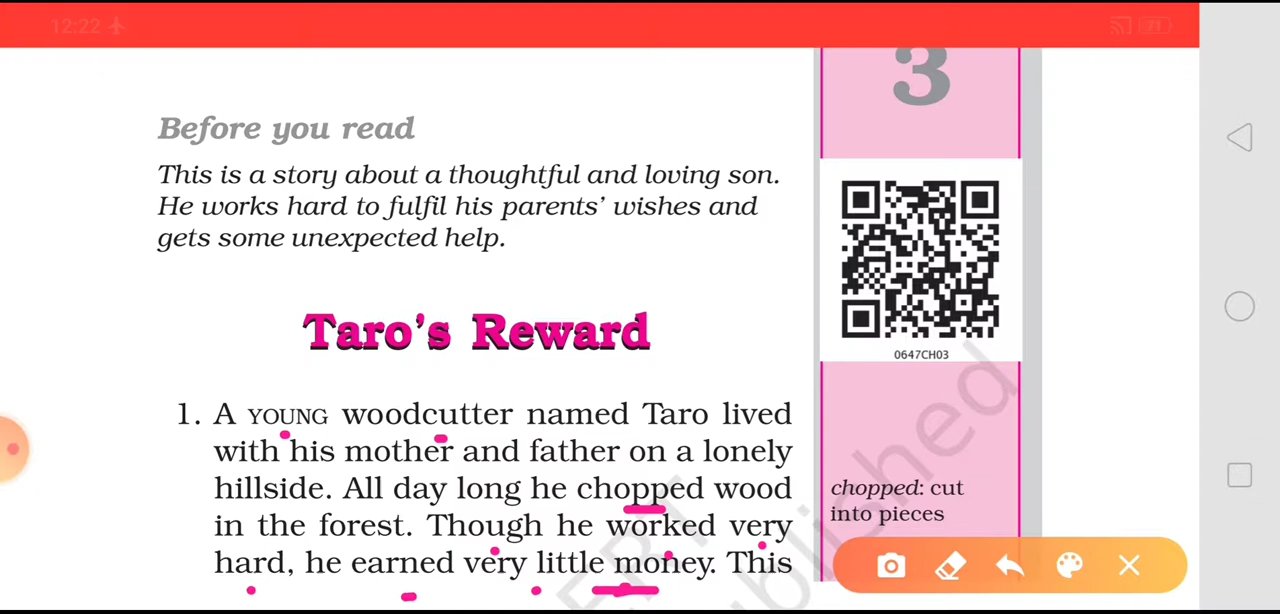 12:22
71
3
Before you read
This is a story about a thoughtful and loving son.
He works hard to fulfil his parents' wishes and
gets some unexpected help.
0647CH03
Taro's Reward
1. A YOUNG woodcutter named Taro lived
with his mother and father on a lonely
hillside. All day long he chopped wood
in the forest. Though he worked very
hard, he earned very little money. This
chopped: cut
into pieces